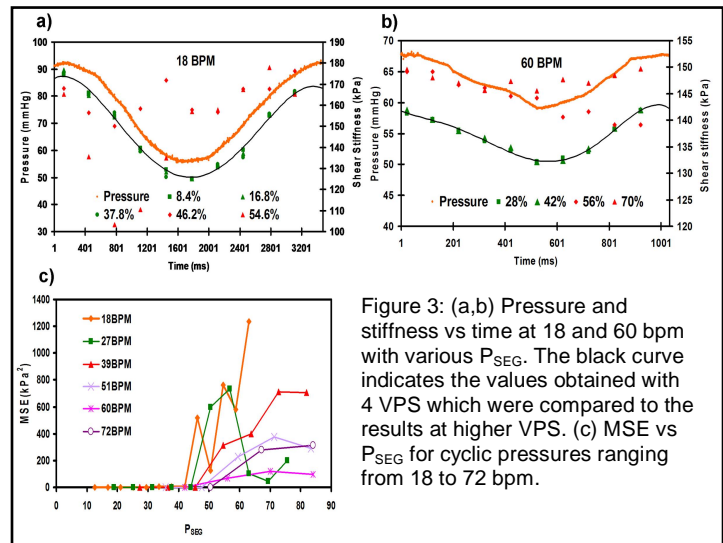 a)
18 BPM
Pressure (mmHg)
100
90
80
70
60
50
40
30
190
180
170
160
150
140
130
120
110
100
Shear Stiffness (kPa)
Pressure 8.4% 16.8%
37.8% 46.2% 54.6%
1 401 801 1201 1601 2001 2401 2801 3201
Time (ms)
b)
60 BPM
Pressure (mmHg)
70
65
60
55
50
45
40
155
150
145
140
135
130
125
120
Shear Stiffness (kPa)
Pressure 28% 42% 56% 70%
1 201 401 601 801 1001
Time (ms)
c)
MSE (kPa²)
1400
1200
1000
800
600
400
200
0
18BPM
27BPM
39BPM
51BPM
60BPM
72BPM
0 10 20 30 40 50 60 70 80 90
P_SEG
Figure 3: (a,b) Pressure and
stiffness vs time at 18 and 60 bpm
with various P_SEG. The black curve
indicates the values obtained with
4 VPS which were compared to the
results at higher VPS. (c) MSE vs
P_SEG for cyclic pressures ranging
from 18 to 72 bpm.